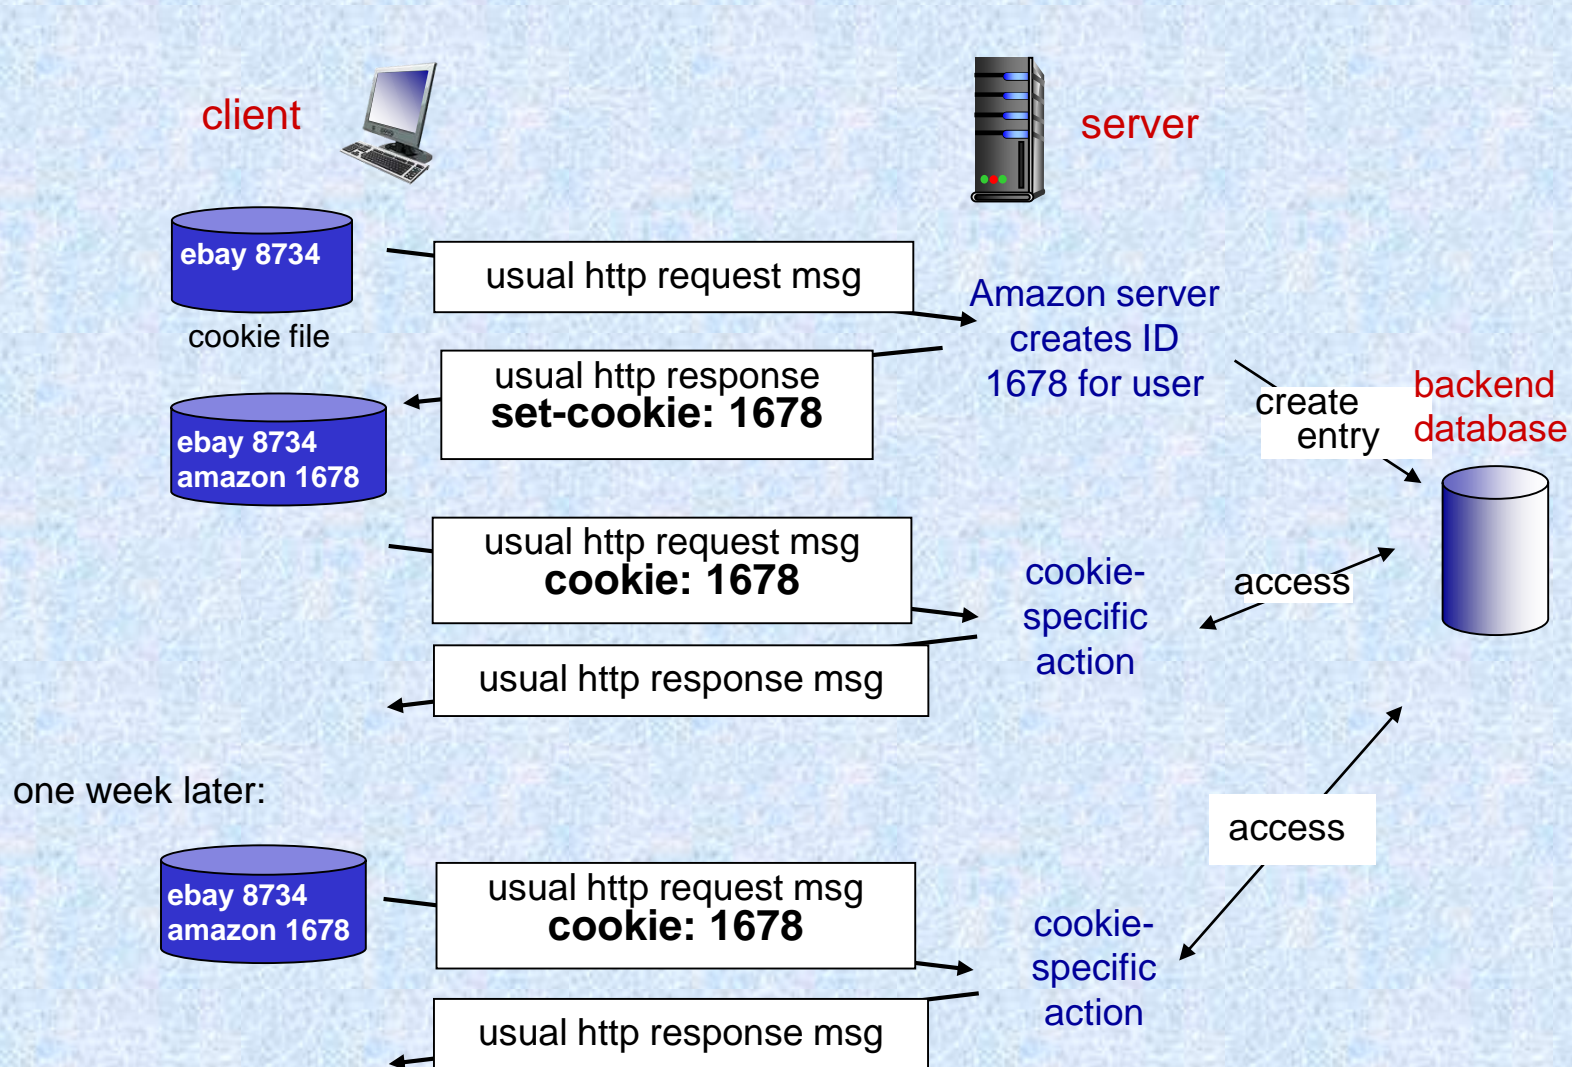 client
server
ebay 8734
cookie file
usual http request msg
Amazon server
creates ID
1678 for user
usual http response
set-cookie: 1678
create
entry
backend
database
ebay 8734
amazon 1678
usual http request msg
cookie: 1678
cookie-
specific
action
access
usual http response msg
one week later:
access
ebay 8734
amazon 1678
usual http request msg
cookie: 1678
cookie-
specific
action
usual http response msg